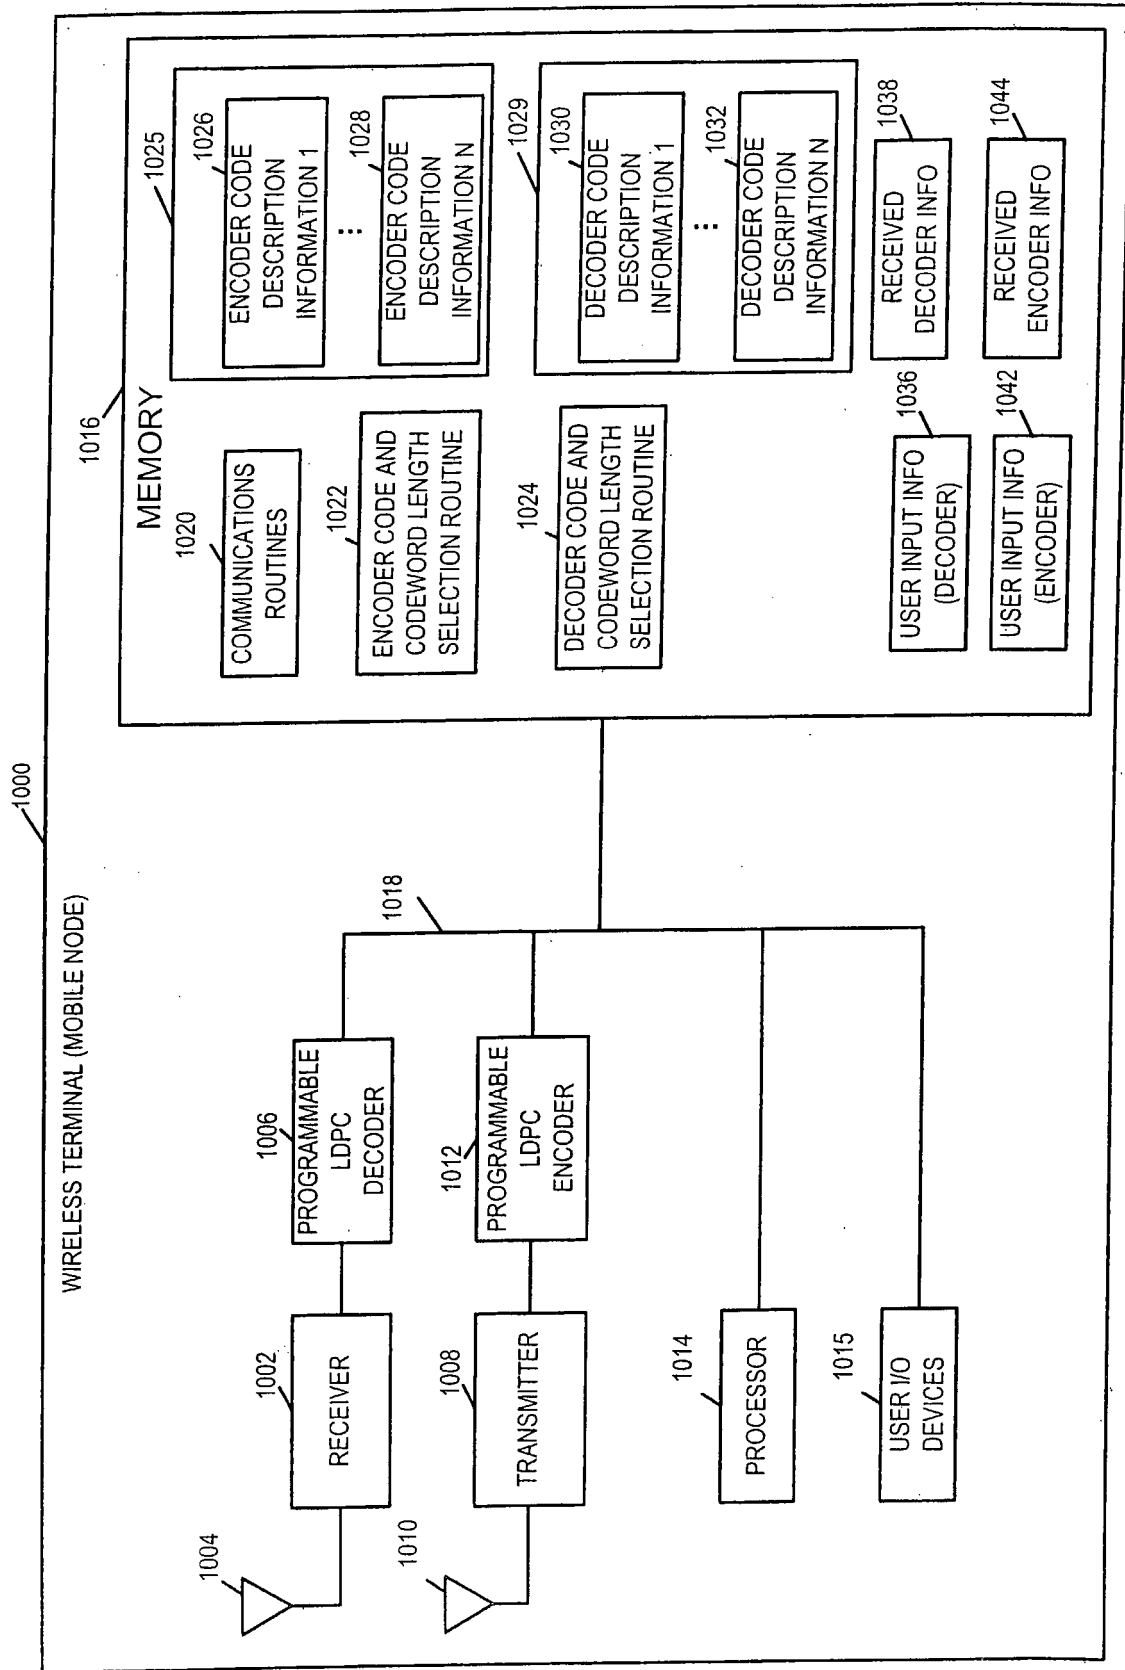 1000
WIRELESS TERMINAL (MOBILE NODE)
1004
1002
RECEIVER
1006
PROGRAMMABLE
LDPC
DECODER
1010
1008
TRANSMITTER
1012
PROGRAMMABLE
LDPC
ENCODER
1014
PROCESSOR
1015
USER I/O
DEVICES
1018
1016
MEMORY
1020
COMMUNICATIONS
ROUTINES
1022
ENCODER CODE AND
CODEWORD LENGTH
SELECTION ROUTINE
1024
DECODER CODE AND
CODEWORD LENGTH
SELECTION ROUTINE
1025
1026
ENCODER CODE
DESCRIPTION
INFORMATION 1
...
1028
ENCODER CODE
DESCRIPTION
INFORMATION N
1029
1030
DECODER CODE
DESCRIPTION
INFORMATION 1
...
1032
DECODER CODE
DESCRIPTION
INFORMATION N
1036
USER INPUT INFO
(DECODER)
1038
RECEIVED
DECODER INFO
1042
USER INPUT INFO
(ENCODER)
1044
RECEIVED
ENCODER INFO